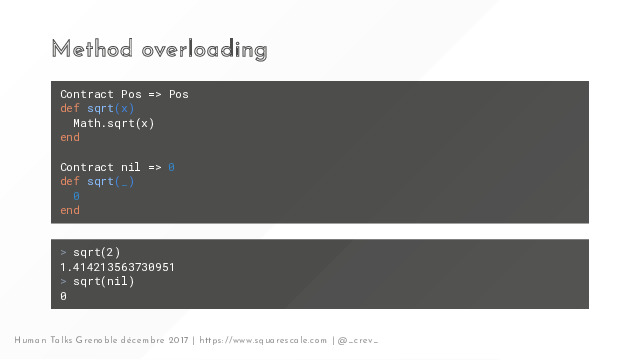 Method overloading
Contract Pos => Pos
def sqrt(x)
  Math.sqrt(x)
end
Contract nil => 0
def sqrt(_)
  0
end
> sqrt(2)
1.414213563730951
> sqrt(nil)
0
Human Talks Grenoble décembre 2017 | https://www.squarescale.com | @_crev_